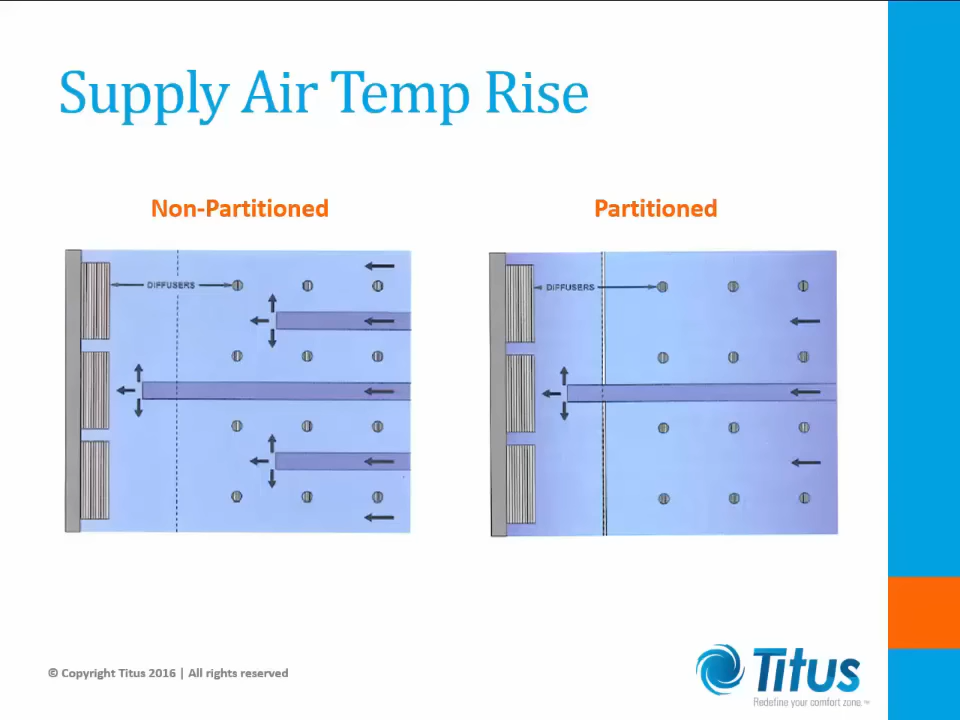 Supply Air Temp Rise
Non-Partitioned
Partitioned
DIFFUSERS
DIFFUSERS
© Copyright Titus 2016 | All rights reserved
Titus
Redefine your comfort zone.™